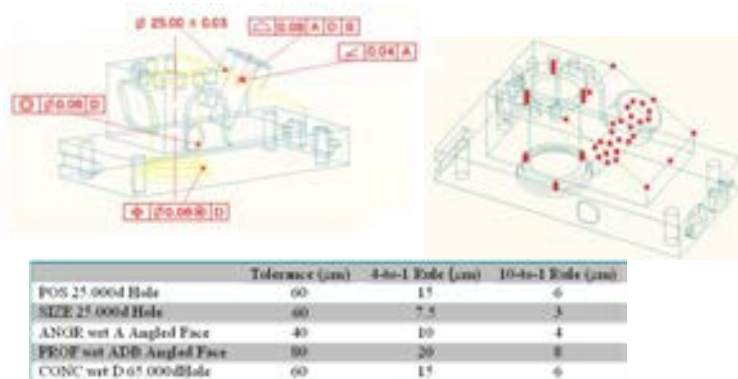 Ø 25.00 ± 0.03
0.08 A D B
∠ 0.04 A
Ø 0.06 D
⌖ Ø 0.06 D
Tolerance (µm) 4-to-1 Rule (µm) 10-to-1 Rule (µm)
POS 25.000d Hole 60 15 6
SIZE 25.000d Hole 60 7.5 3
ANGR wrt A Angled Face 40 10 4
PROF wrt ADB Angled Face 80 20 8
CONC wrt D 65.000dHole 60 15 6